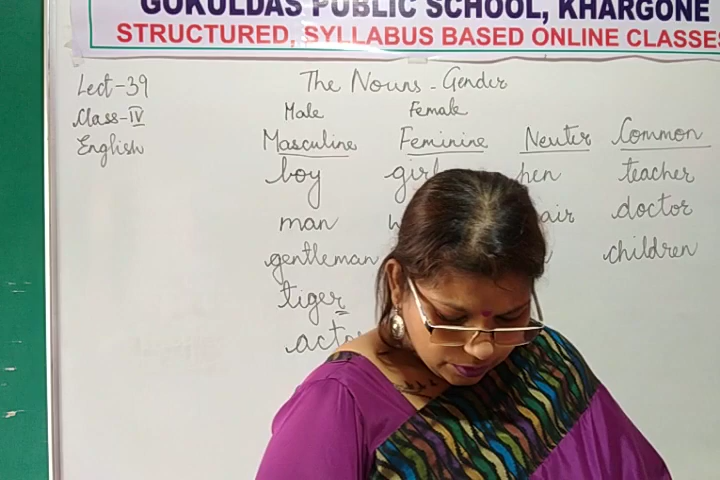 GOKULDAS PUBLIC SCHOOL, KHARGONE
STRUCTURED, SYLLABUS BASED ONLINE CLASSES
Lect-39 The Nouns - Gender
Class-IV Male Female
English Masculine Feminine Neuter Common
boy girl teacher
man doctor
gentleman children
tiger